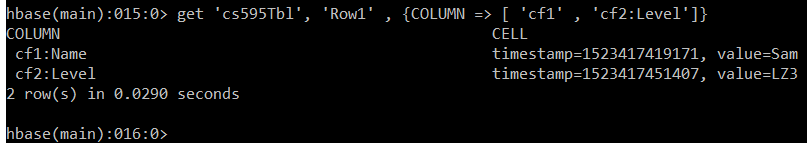 hbase(main):015:0> get 'cs595Tbl', 'Row1' , {COLUMN => [ 'cf1' , 'cf2:Level']}
COLUMN CELL
cf1:Name timestamp=1523417419171, value=Sam
cf2:Level timestamp=1523417451407, value=LZ3
2 row(s) in 0.0290 seconds
hbase(main):016:0>